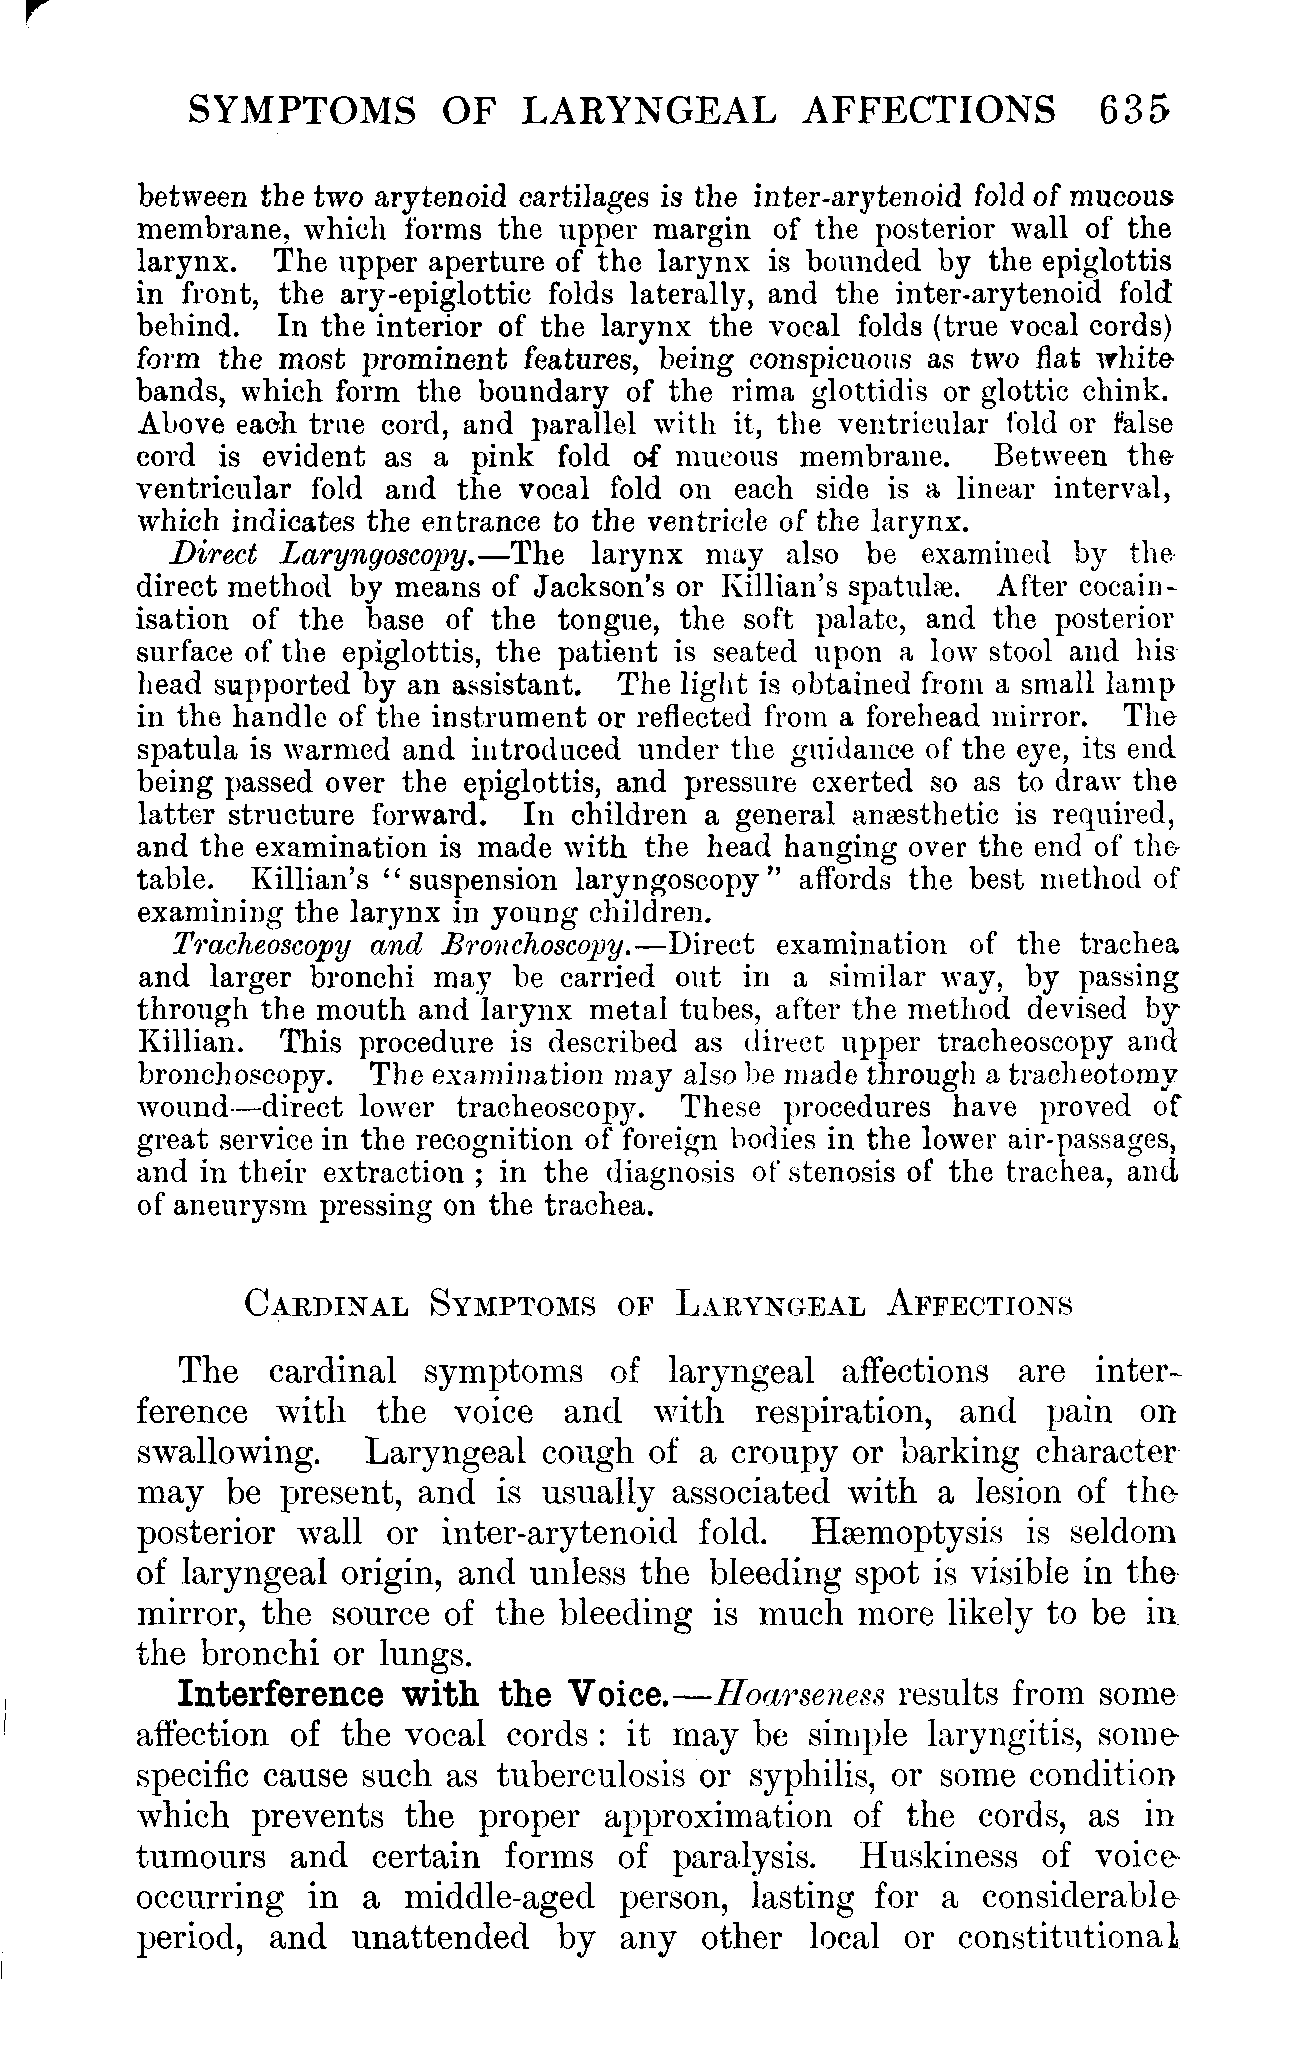 SYMPTOMS OF LARYNGEAL AFFECTIONS 635
between the two arytenoid cartilages is the inter-arytenoid fold of mucous
membrane, which forms the upper margin of the posterior wall of the
larynx. The upper aperture of the larynx is bounded by the epiglottis
in front, the ary-epiglottic folds laterally, and the inter-arytenoid fold
behind. In the interior of the larynx the vocal folds (true vocal cords)
form the most prominent features, being conspicuous as two flat white
bands, which form the boundary of the rima glottidis or glottic chink.
Above each true cord, and parallel with it, the ventricular fold or false
cord is evident as a pink fold of mucous membrane. Between the
ventricular fold and the vocal fold on each side is a linear interval,
which indicates the entrance to the ventricle of the larynx.
Direct Laryngoscopy.—The larynx may also be examined by the
direct method by means of Jackson's or Killian's spatulæ. After cocain-
isation of the base of the tongue, the soft palate, and the posterior
surface of the epiglottis, the patient is seated upon a low stool and his
head supported by an assistant. The light is obtained from a small lamp
in the handle of the instrument or reflected from a forehead mirror. The
spatula is warmed and introduced under the guidance of the eye, its end
being passed over the epiglottis, and pressure exerted so as to draw the
latter structure forward. In children a general anæsthetic is required,
and the examination is made with the head hanging over the end of the
table. Killian's "suspension laryngoscopy" affords the best method of
examining the larynx in young children.
Tracheoscopy and Bronchoscopy.—Direct examination of the trachea
and larger bronchi may be carried out in a similar way, by passing
through the mouth and larynx metal tubes, after the method devised by
Killian. This procedure is described as direct upper tracheoscopy and
bronchoscopy. The examination may also be made through a tracheotomy
wound—direct lower tracheoscopy. These procedures have proved of
great service in the recognition of foreign bodies in the lower air-passages,
and in their extraction ; in the diagnosis of stenosis of the trachea, and
of aneurysm pressing on the trachea.
CARDINAL SYMPTOMS OF LARYNGEAL AFFECTIONS
The cardinal symptoms of laryngeal affections are inter-
ference with the voice and with respiration, and pain on
swallowing. Laryngeal cough of a croupy or barking character
may be present, and is usually associated with a lesion of the
posterior wall or inter-arytenoid fold. Hæmoptysis is seldom
of laryngeal origin, and unless the bleeding spot is visible in the
mirror, the source of the bleeding is much more likely to be in
the bronchi or lungs.
Interference with the Voice.—Hoarseness results from some
affection of the vocal cords : it may be simple laryngitis, some
specific cause such as tuberculosis or syphilis, or some condition
which prevents the proper approximation of the cords, as in
tumours and certain forms of paralysis. Huskiness of voice
occurring in a middle-aged person, lasting for a considerable
period, and unattended by any other local or constitutional